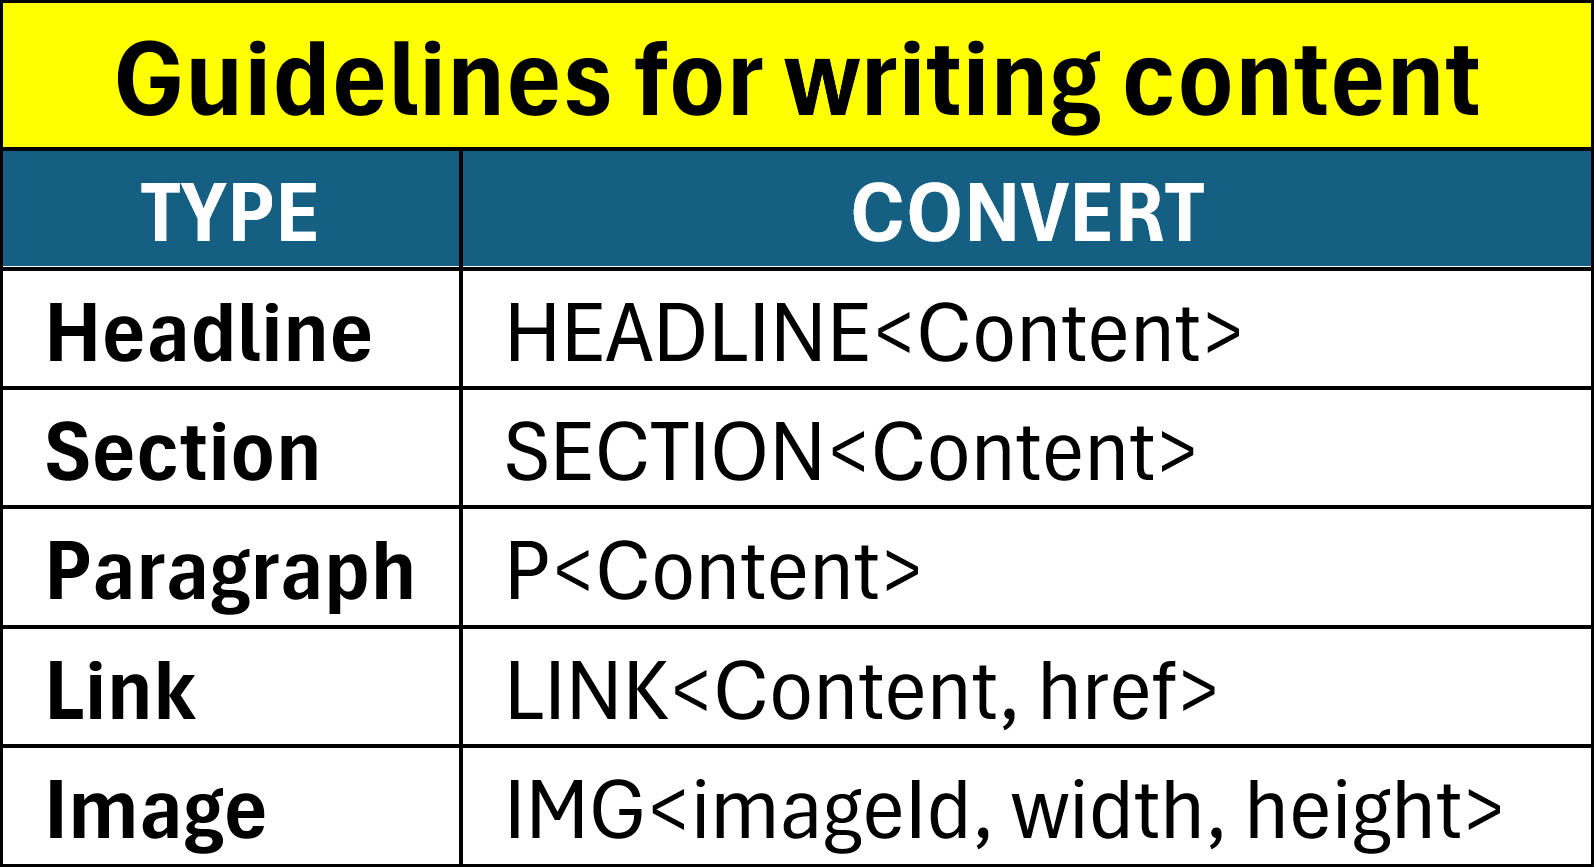 Guidelines for writing content
TYPE CONVERT
Headline HEADLINE<Content>
Section SECTION<Content>
Paragraph P<Content>
Link LINK<Content, href>
Image IMG<imageId, width, height>